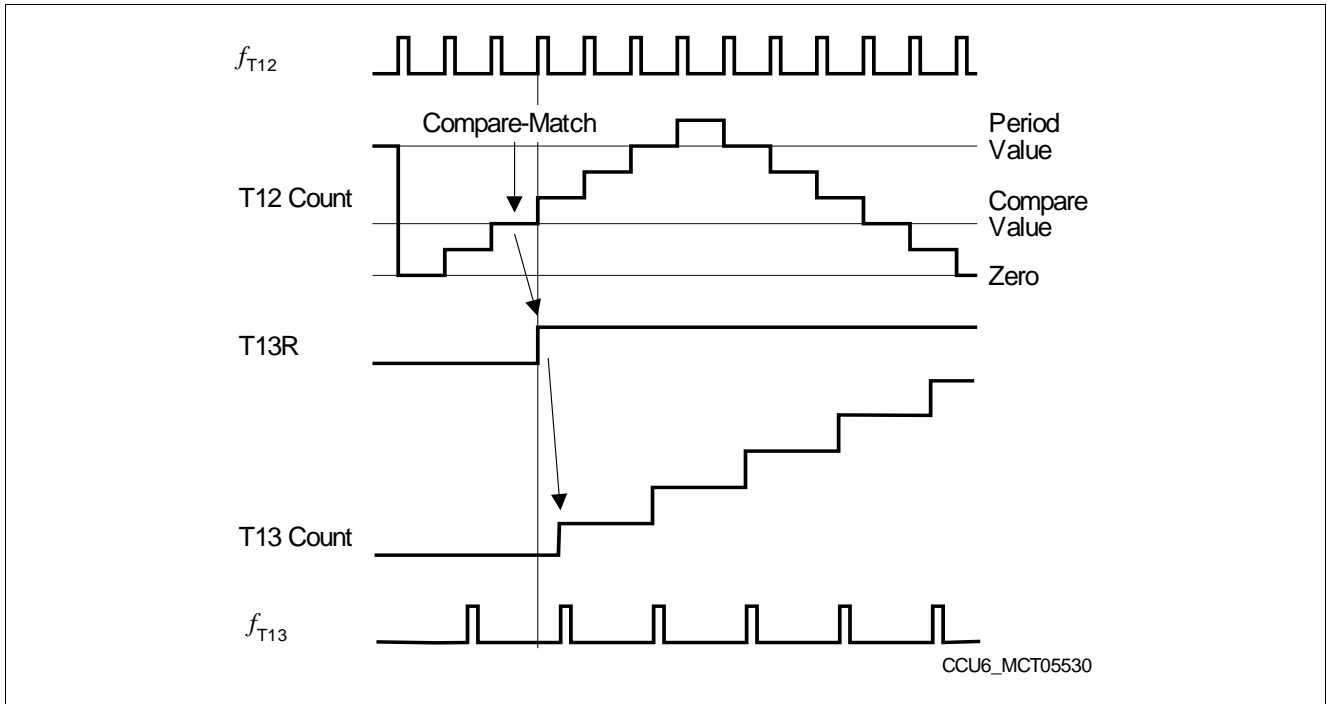 fT12
Compare-Match
Period
Value
T12 Count
Compare
Value
Zero
T13R
T13 Count
fT13
CCU6_MCT05530